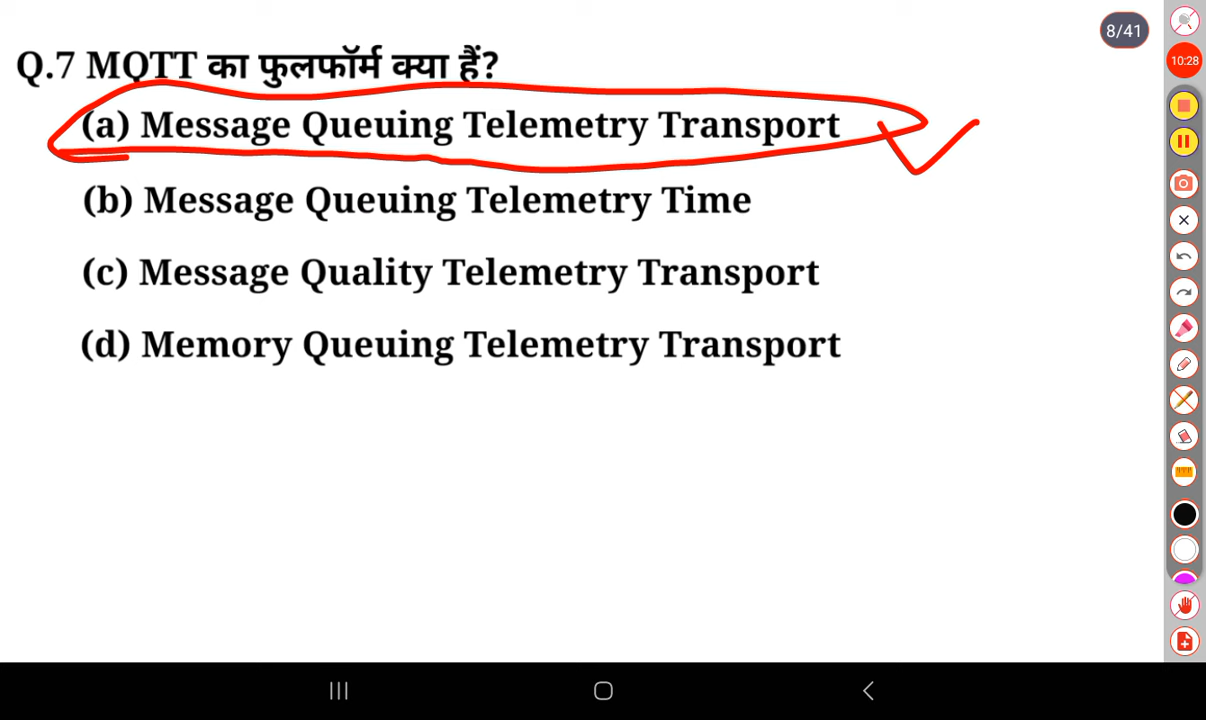 8/41
10:28
Q.7 MQTT का फुलफॉर्म क्या हैं?
(a) Message Queuing Telemetry Transport
(b) Message Queuing Telemetry Time
(c) Message Quality Telemetry Transport
(d) Memory Queuing Telemetry Transport